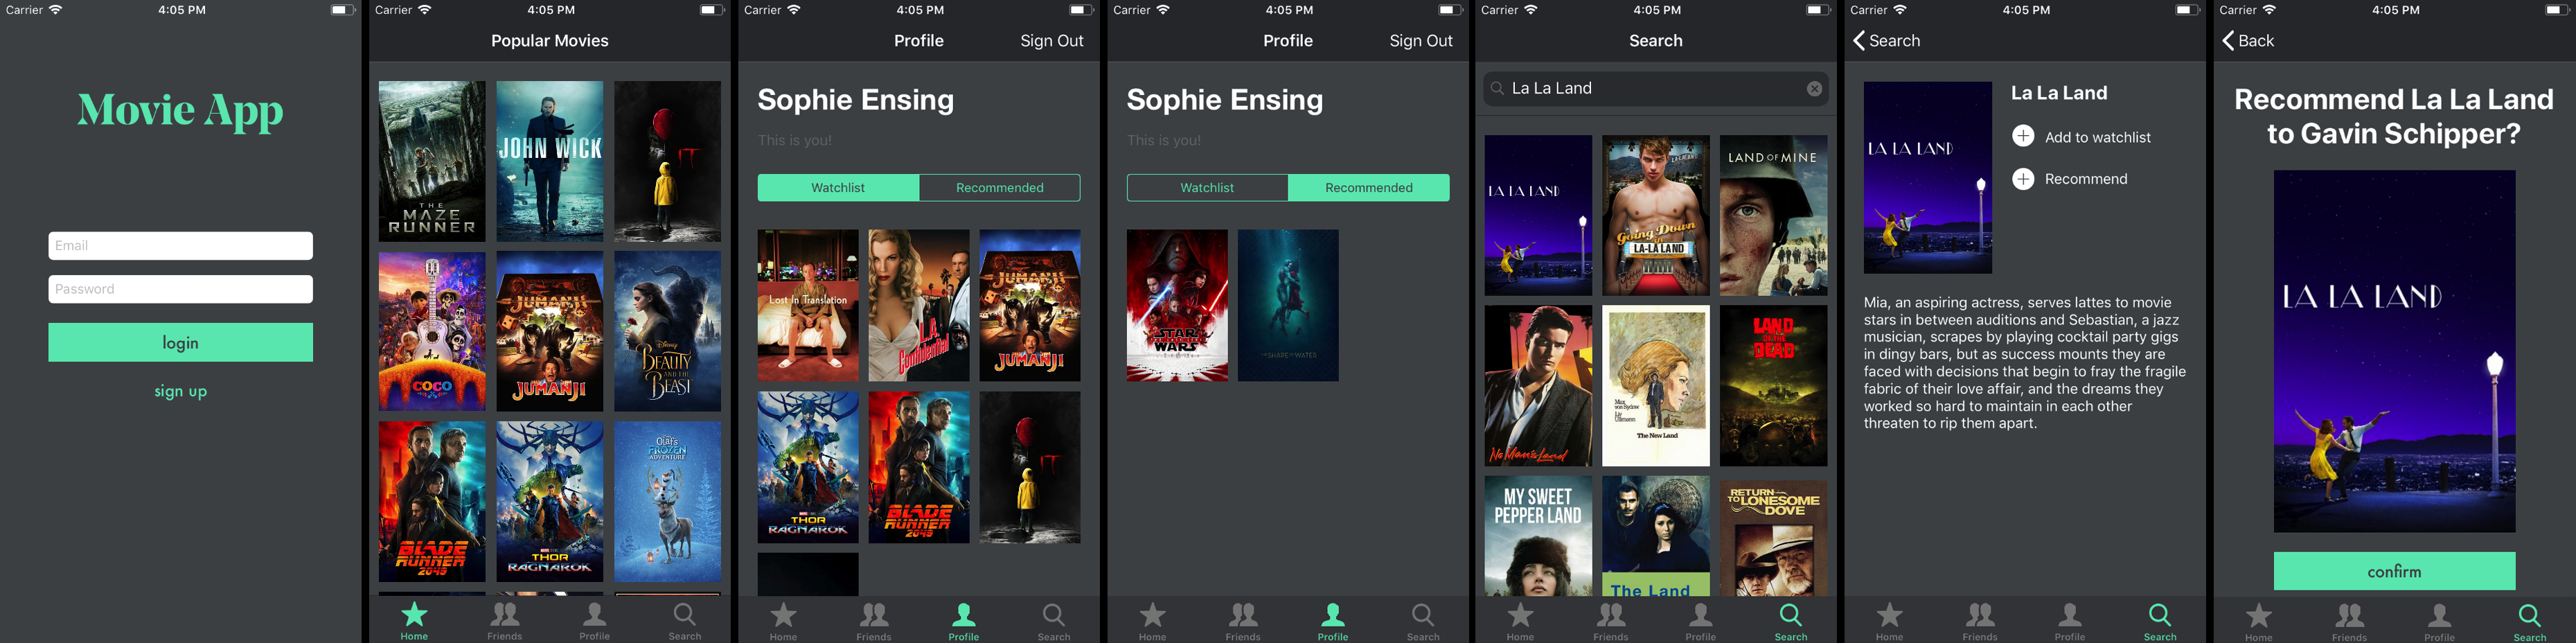 Carrier 4:05 PM
Movie App
Email
Password
login
sign up
Carrier 4:05 PM
Popular Movies
THE
MAZE
RUNNER
JOHN WICK
IT
COCO
JUMANJI
JUMANJI
Disney
BEAUTY
AND THE
BEAST
BLADE
RUNNER
2049
THOR
RAGNAROK
Olaf's
FROZEN
ADVENTURE
Home Friends Profile Search
Carrier 4:05 PM
Profile Sign Out
Sophie Ensing
This is you!
Watchlist Recommended
Lost In Translation
L.A.
Confidential
JUMANJI
JUMANJI
THOR
RAGNAROK
BLADE
RUNNER
2049
IT
Home Friends Profile Search
Carrier 4:05 PM
Profile Sign Out
Sophie Ensing
This is you!
Watchlist Recommended
STAR
WARS
THE SHAPE OF WATER
Home Friends Profile Search
Carrier 4:05 PM
Search
La La Land
LA LA LAND
Going Down
in
LA-LA LAND
LAND OF MINE
No Man's Land
Max
von Sydow
Liv
Ullmann
The New Land
LAND
OF THE
DEAD
MY SWEET
PEPPER LAND
The Land
RETURN
TO LONESOME
DOVE
Home Friends Profile Search
Carrier 4:05 PM
Search
LA LA LAND
La La Land
Add to watchlist
Recommend
Mia, an aspiring actress, serves lattes to movie
stars in between auditions and Sebastian, a jazz
musician, scrapes by playing cocktail party gigs
in dingy bars, but as success mounts they are
faced with decisions that begin to fray the fragile
fabric of their love affair, and the dreams they
worked so hard to maintain in each other
threaten to rip them apart.
Home Friends Profile Search
Carrier 4:05 PM
Back
Recommend La La Land
to Gavin Schipper?
LA LA LAND
confirm
Home Friends Profile Search